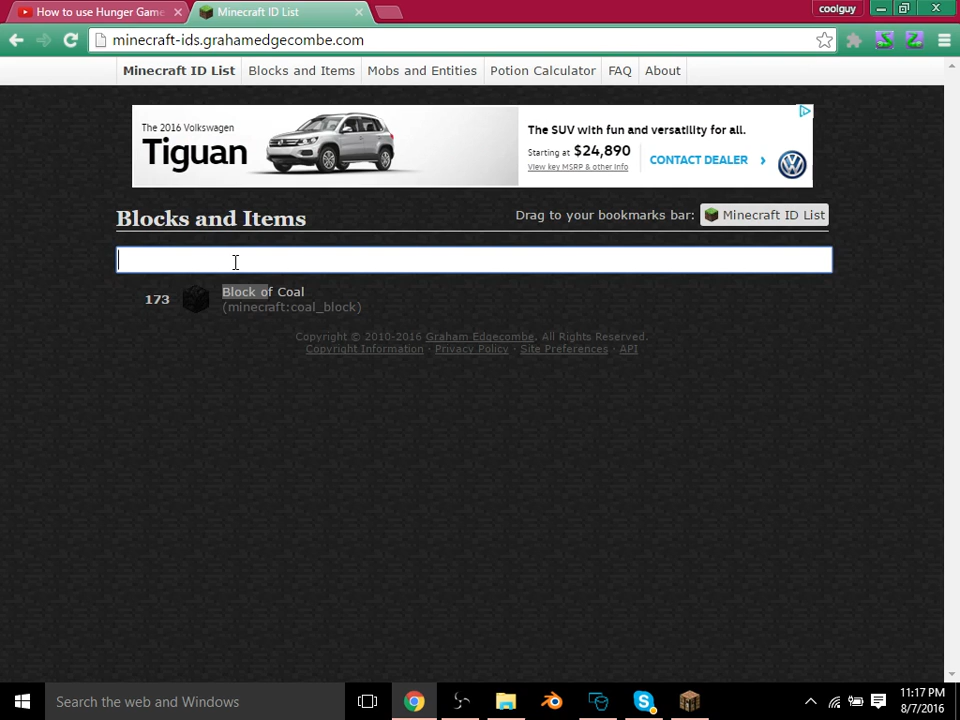 How to use Hunger Game
Minecraft ID List
coolguy
minecraft-ids.grahamedgecombe.com
Minecraft ID List Blocks and Items Mobs and Entities Potion Calculator FAQ About
The 2016 Volkswagen
Tiguan
The SUV with fun and versatility for all.
Starting at $24,890
View key MSRP & other info
CONTACT DEALER
Blocks and Items
Drag to your bookmarks bar: Minecraft ID List
173 Block of Coal
(minecraft:coal_block)
Copyright © 2010-2016 Graham Edgecombe. All Rights Reserved.
Copyright Information · Privacy Policy · Site Preferences · API
Search the web and Windows
11:17 PM
8/7/2016